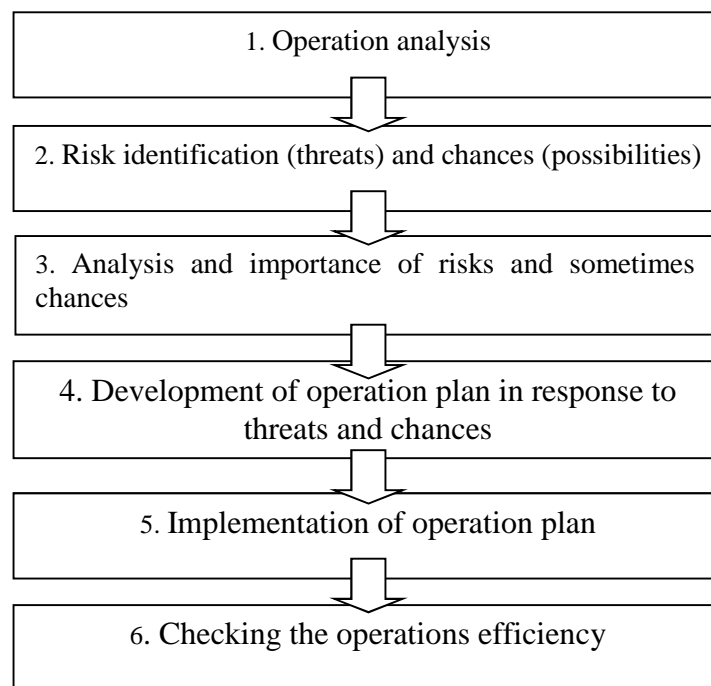 1. Operation analysis
2. Risk identification (threats) and chances (possibilities)
3. Analysis and importance of risks and sometimes
chances
4. Development of operation plan in response to
threats and chances
5. Implementation of operation plan
6. Checking the operations efficiency